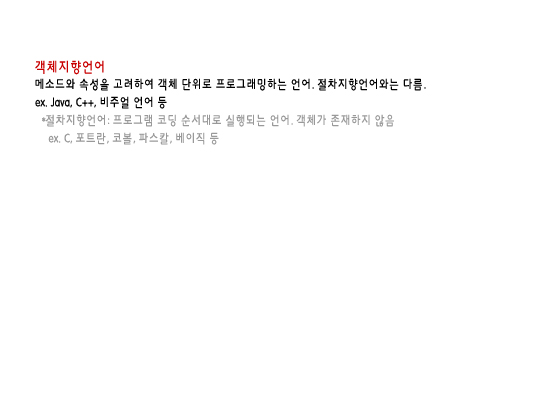 객체지향언어
메소드와 속성을 고려하여 객체 단위로 프로그래밍하는 언어. 절차지향언어와는 다름.
ex. Java, C++, 비주얼 언어 등
*절차지향언어: 프로그램 코딩 순서대로 실행되는 언어. 객체가 존재하지 않음
ex. C, 포트란, 코볼, 파스칼, 베이직 등